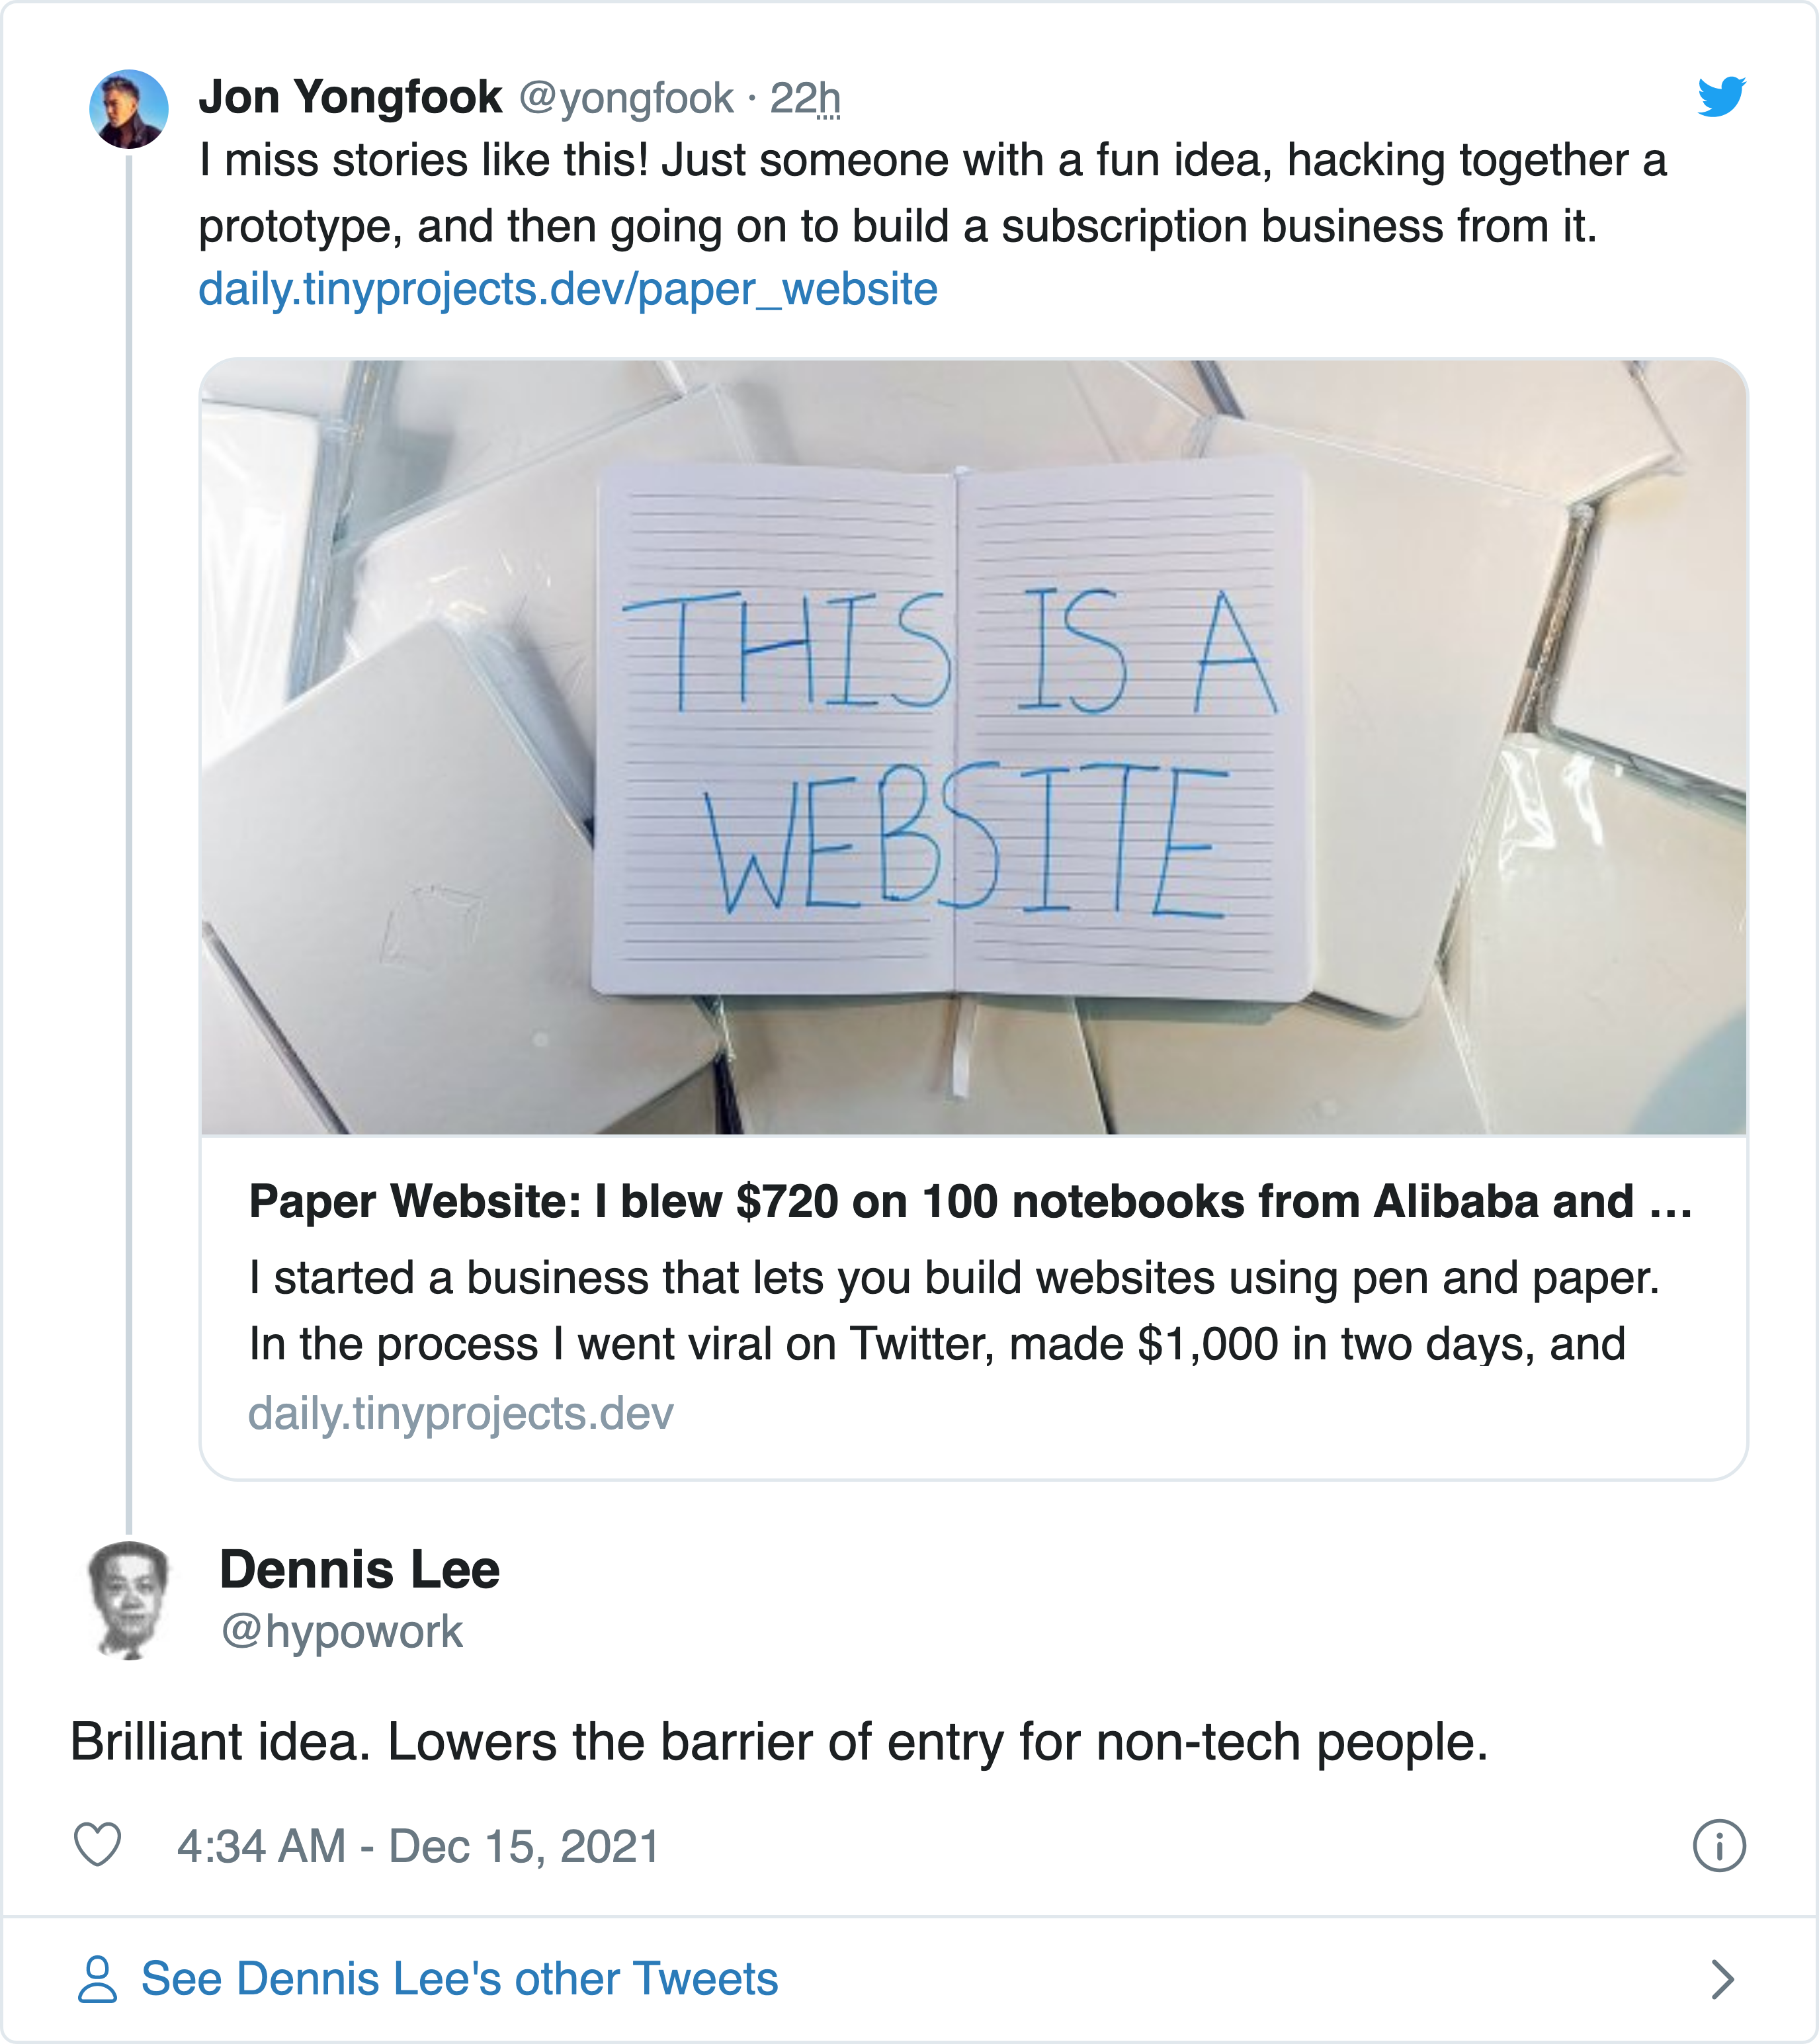 Jon Yongfook @yongfook · 22h
I miss stories like this! Just someone with a fun idea, hacking together a
prototype, and then going on to build a subscription business from it.
daily.tinyprojects.dev/paper_website
THIS IS A
WEBSITE
Paper Website: I blew $720 on 100 notebooks from Alibaba and ...
I started a business that lets you build websites using pen and paper.
In the process I went viral on Twitter, made $1,000 in two days, and
daily.tinyprojects.dev
Dennis Lee
@hypowork
Brilliant idea. Lowers the barrier of entry for non-tech people.
4:34 AM - Dec 15, 2021
See Dennis Lee's other Tweets